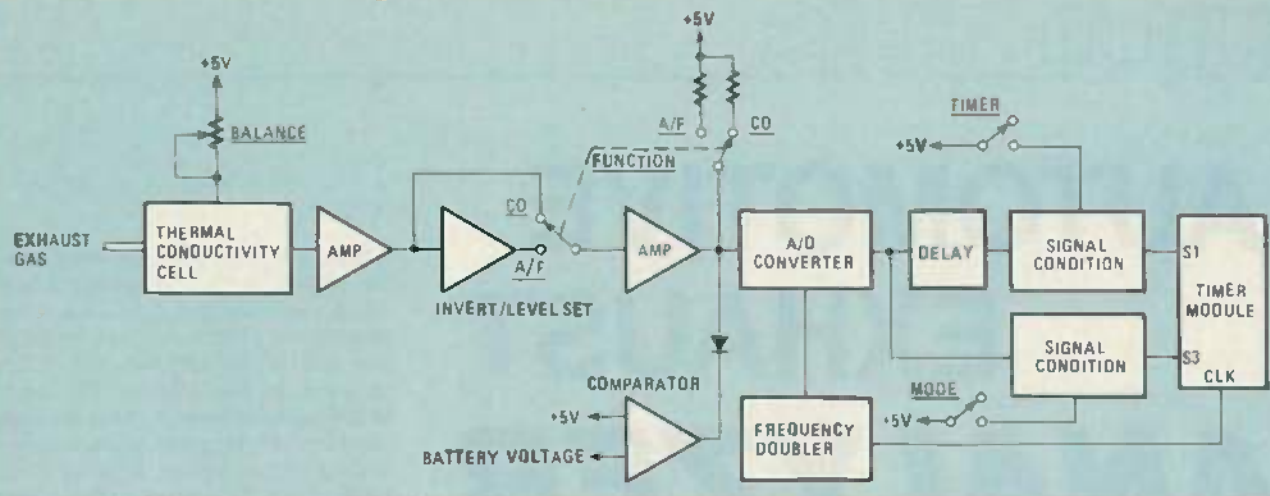 +5V
BALANCE
EXHAUST
GAS
THERMAL
CONDUCTIVITY
CELL
AMP
CO
A/F
INVERT/LEVEL SET
FUNCTION
+5V
A/F
CO
AMP
COMPARATOR
+5V
BATTERY VOLTAGE
A/D
CONVERTER
FREQUENCY
DOUBLER
DELAY
TIMER
+5V
SIGNAL
CONDITION
MODE
+5V
SIGNAL
CONDITION
S1
TIMER
MODULE
S3
CLK